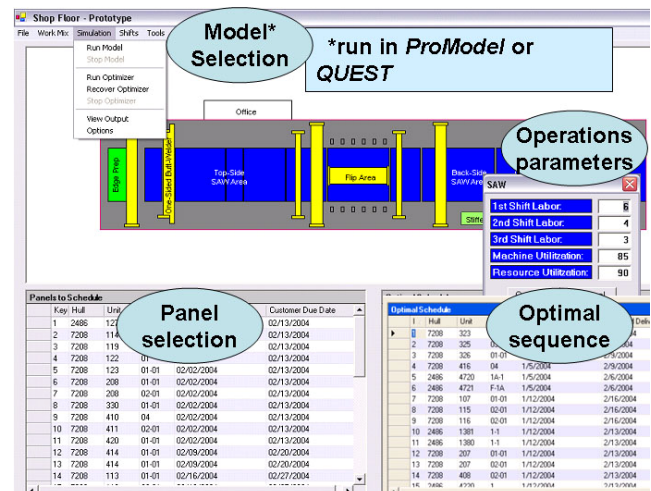 Shop Floor - Prototype
File Work Mix Simulation Shifts Tools
Run Model
Stop Model
Run Optimizer
Recover Optimizer
Stop Optimizer
View Output
Options
Model*
Selection
*run in ProModel or
QUEST
Office
Operations
parameters
Edge Prep
One-Sided Butt-Welder
Top-Side
SAW Area
Flip Area
Back-Side
SAW Area
SAW
1st Shift Labor: 6
2nd Shift Labor: 4
3rd Shift Labor: 3
Machine Utilitzation: 85
Resource Utilitzation: 90
Panels to Schedule
Key Hull Unit Customer Due Date
1 2486 02/13/2004
2 7208 114 02/13/2004
3 7208 119 02/13/2004
4 7208 122 01 02/13/2004
5 7208 123 01-01 02/02/2004 02/13/2004
6 7208 208 01-01 02/02/2004 02/13/2004
7 7208 208 02-01 02/02/2004 02/13/2004
8 7208 330 01-01 02/02/2004 02/13/2004
9 7208 410 04 02/02/2004 02/13/2004
10 7208 411 02-01 02/02/2004 02/13/2004
11 7208 420 01-01 02/02/2004 02/13/2004
12 7208 414 01-01 02/09/2004 02/20/2004
13 7208 414 02-01 02/09/2004 02/20/2004
14 7208 113 01-01 02/16/2004 02/27/2004
Panel
selection
Optimal Schedule
Hull Unit
1 7208 323
2 7208 325
3 7208 326 01-01 2/9/2004
4 7208 416 04 1/5/2004 2/9/2004
5 2486 4720 1A-1 1/5/2004 2/6/2004
6 2486 4721 F-1A 1/5/2004 2/6/2004
7 7208 107 01-01 1/12/2004 2/16/2004
8 7208 115 02-01 1/12/2004 2/16/2004
9 7208 116 02-01 1/12/2004 2/16/2004
10 2486 1381 1-1 1/12/2004 2/13/2004
11 2486 1380 1-1 1/12/2004 2/13/2004
12 7208 207 01-01 1/12/2004 2/13/2004
13 7208 207 02-01 1/12/2004 2/13/2004
14 7208 408 02-01 1/12/2004 2/13/2004
Optimal
sequence